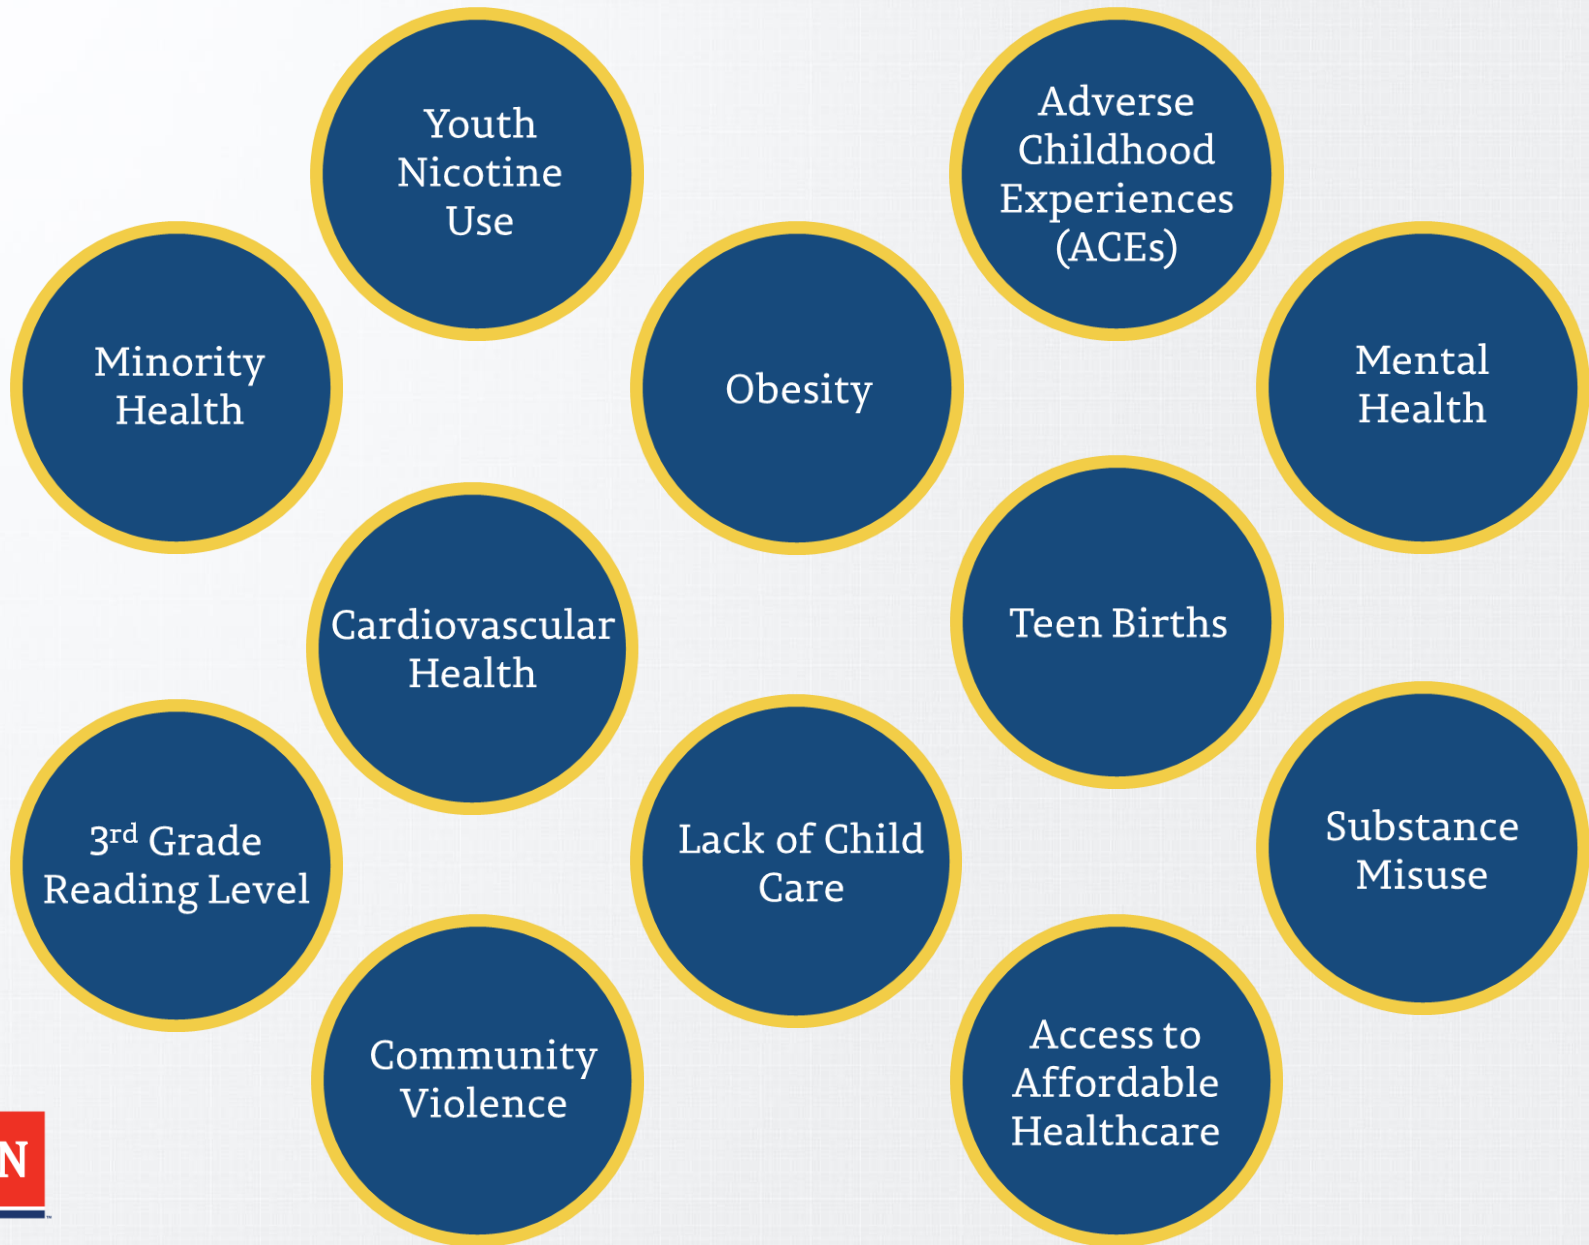 Youth
Nicotine
Use
Adverse
Childhood
Experiences
(ACEs)
Minority
Health
Obesity
Mental
Health
Cardiovascular
Health
Teen Births
3rd Grade
Reading Level
Lack of Child
Care
Substance
Misuse
Community
Violence
Access to
Affordable
Healthcare
N
™